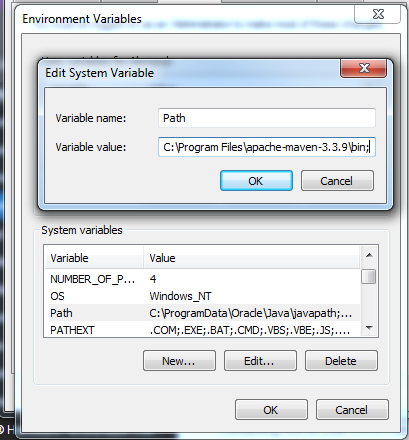 Environment Variables
Edit System Variable
Variable name: Path
Variable value: C:\Program Files\apache-maven-3.3.9\bin;
OK Cancel
System variables
Variable Value
NUMBER_OF_P... 4
OS Windows_NT
Path C:\ProgramData\Oracle\Java\javapath;...
PATHEXT .COM;.EXE;.BAT;.CMD;.VBS;.VBE;.JS;....
New... Edit... Delete
OK Cancel